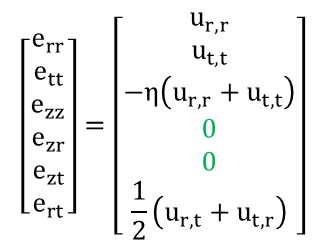 [e_rr e_tt e_zz e_zr e_zt e_rt] = [u_r,r
u_t,t
−η(u_r,r + u_t,t)
0
0
1/2 (u_r,t + u_t,r)]